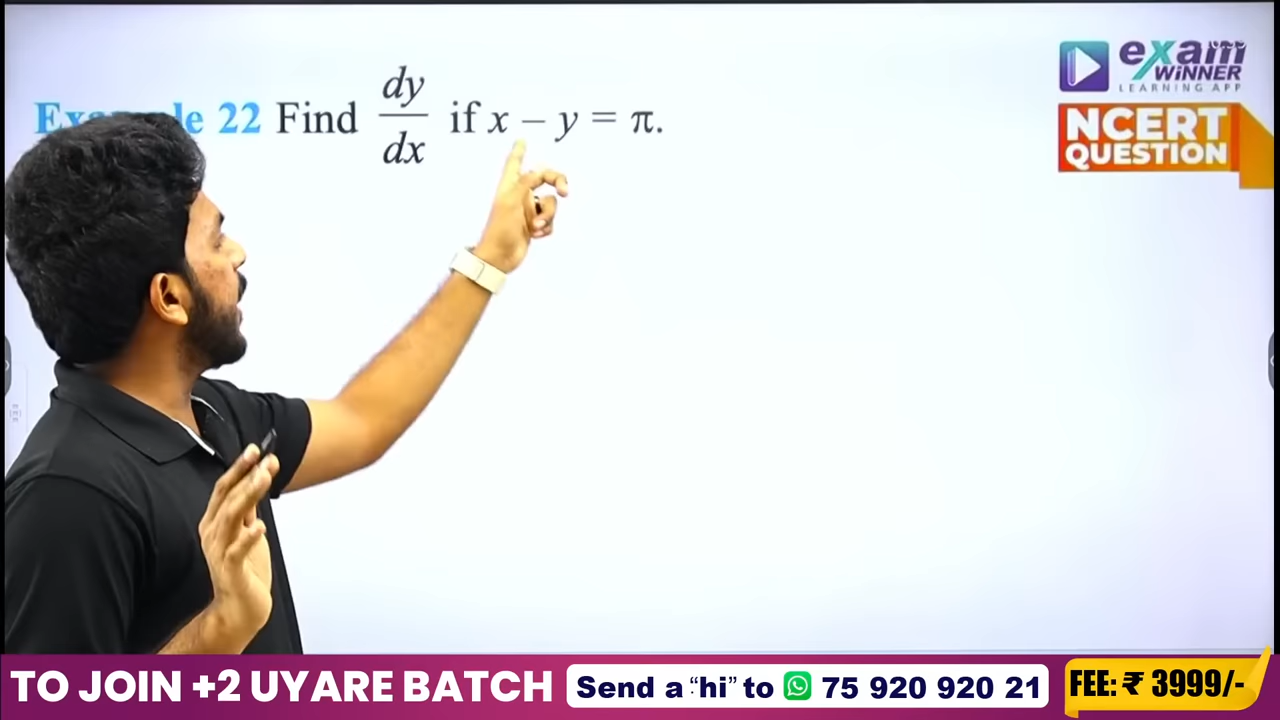 Example 22 Find dy/dx if x – y = π.
exam
WINNER
LEARNING APP
NCERT
QUESTION
TO JOIN +2 UYARE BATCH
Send a “hi” to 75 920 920 21
FEE: ₹ 3999/-